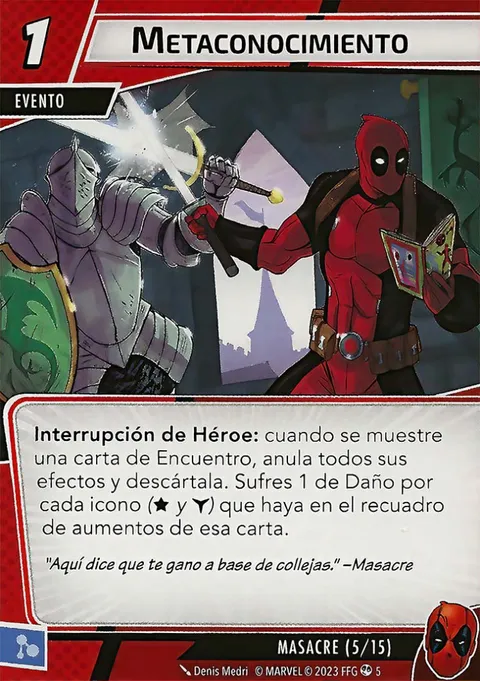 1
METACONOCIMIENTO
EVENTO
Interrupción de Héroe: cuando se muestre
una carta de Encuentro, anula todos sus
efectos y descártala. Sufres 1 de Daño por
cada icono (★ y ) que haya en el recuadro
de aumentos de esa carta.
"Aquí dice que te gano a base de collejas." –Masacre
MASACRE (5/15)
Denis Medri © MARVEL © 2023 FFG 5